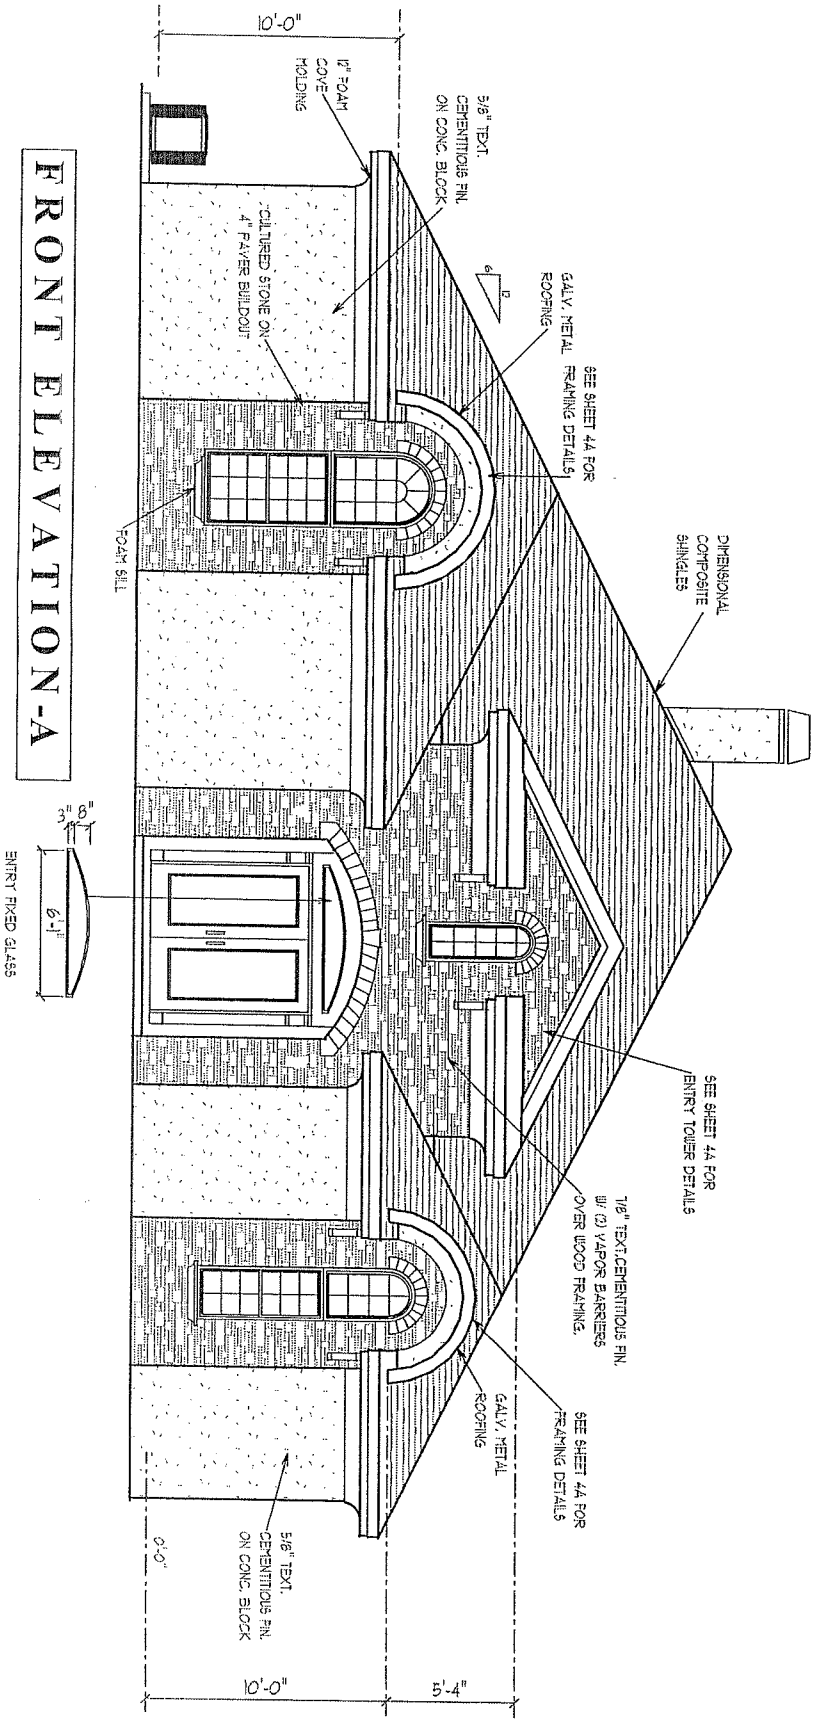 10'-0"
12" FOAM
COVE
MOLDING
5/8" TEXT.
CEMENTITIOUS FIN.
ON CONC. BLOCK
CULTURED STONE ON
4" PAVER BUILDOUT
6
12
GALV. METAL
ROOFING
SEE SHEET 4A FOR
FRAMING DETAILS
FOAM SILL
DIMENSIONAL
COMPOSITE
SHINGLES
SEE SHEET 4A FOR
ENTRY TOWER DETAILS
7/8" TEXT.CEMENTITIOUS FIN.
W/ (2) VAPOR BARRIERS
OVER WOOD FRAMING.
SEE SHEET 4A FOR
FRAMING DETAILS
GALV. METAL
ROOFING
5/8" TEXT.
CEMENTITIOUS FIN.
ON CONC. BLOCK
0'-0"
10'-0"
5'-4"
3" 8"
6'-1"
ENTRY FIXED GLASS
FRONT ELEVATION-A